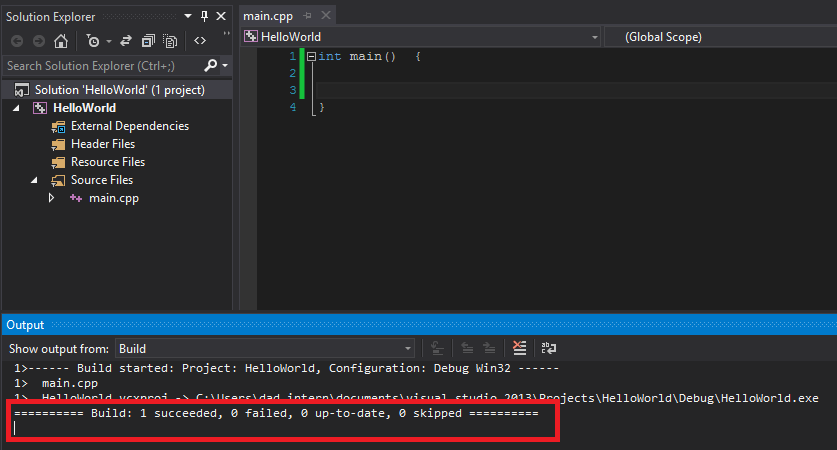 Solution Explorer
Search Solution Explorer (Ctrl+;)
Solution 'HelloWorld' (1 project)
HelloWorld
External Dependencies
Header Files
Resource Files
Source Files
main.cpp
main.cpp
HelloWorld
(Global Scope)
1 int main() {
2
3
4 }
Output
Show output from: Build
1>------ Build started: Project: HelloWorld, Configuration: Debug Win32 ------
1> main.cpp
1> HelloWorld.vcxproj -> C:\Users\dad.intern\documents\visual studio 2013\Projects\HelloWorld\Debug\HelloWorld.exe
========== Build: 1 succeeded, 0 failed, 0 up-to-date, 0 skipped ==========